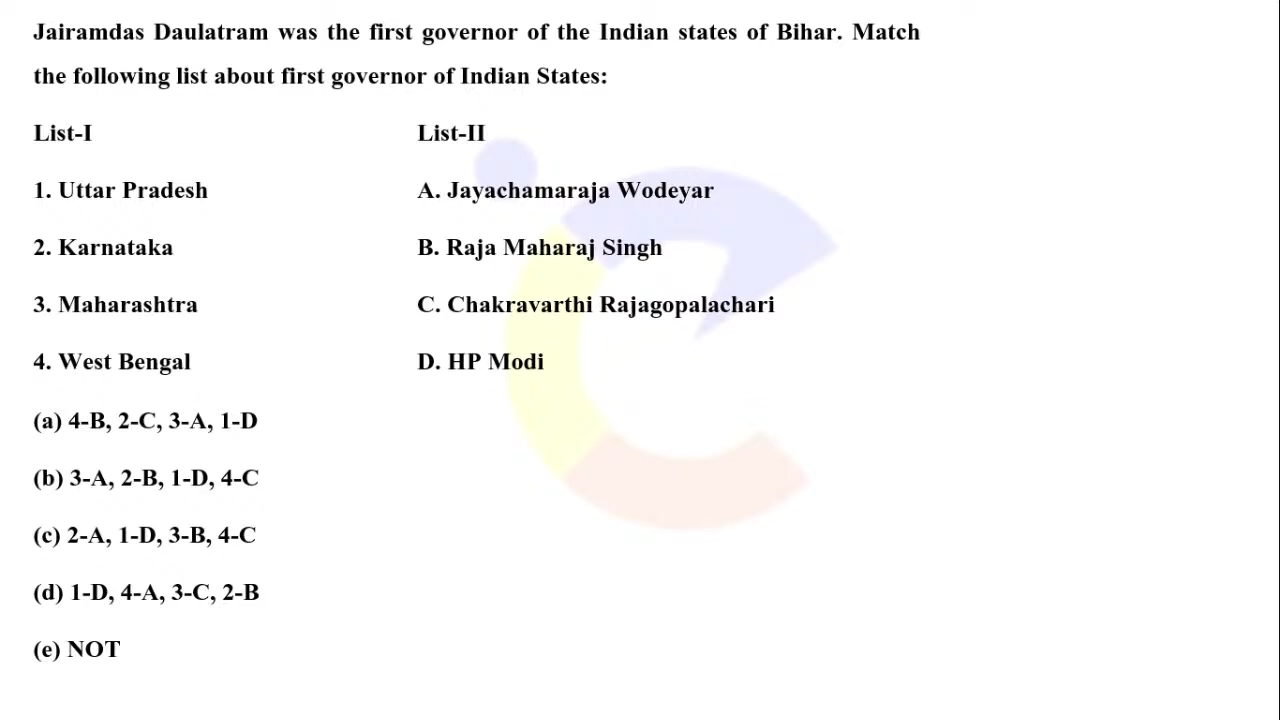 Jairamdas Daulatram was the first governor of the Indian states of Bihar. Match
the following list about first governor of Indian States:
List-I List-II
1. Uttar Pradesh A. Jayachamaraja Wodeyar
2. Karnataka B. Raja Maharaj Singh
3. Maharashtra C. Chakravarthi Rajagopalachari
4. West Bengal D. HP Modi
(a) 4-B, 2-C, 3-A, 1-D
(b) 3-A, 2-B, 1-D, 4-C
(c) 2-A, 1-D, 3-B, 4-C
(d) 1-D, 4-A, 3-C, 2-B
(e) NOT